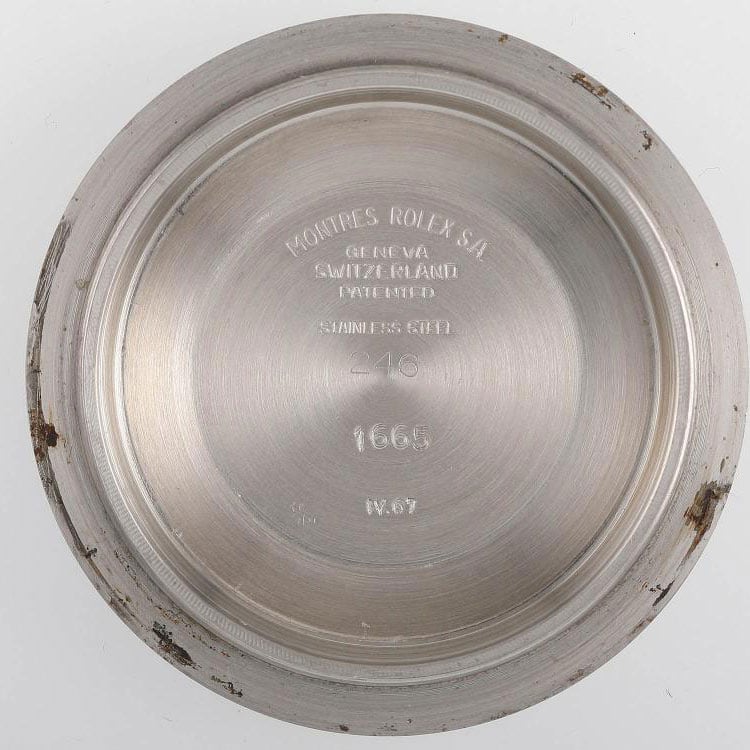 MONTRES ROLEX S.A.
GENEVA
SWITZERLAND
PATENTED
STAINLESS STEEL
246
1665
IV.67